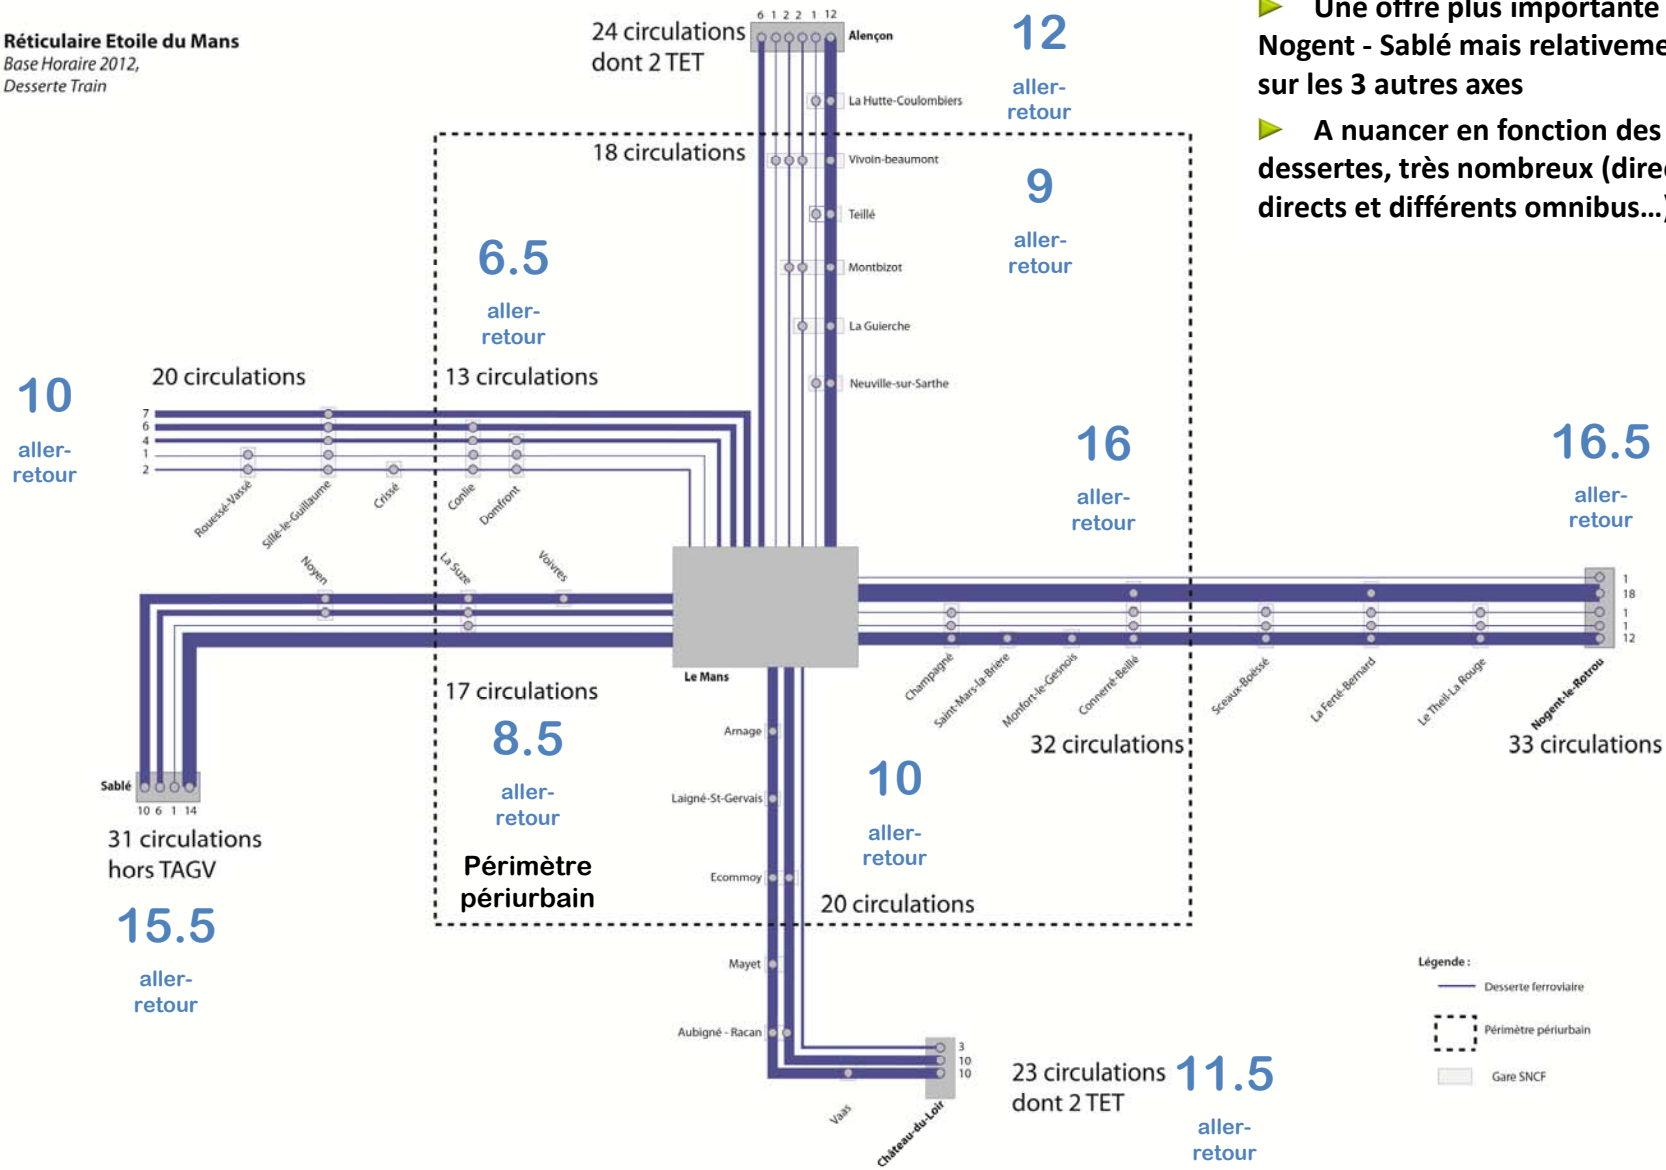 Réticulaire Etoile du Mans
Base Horaire 2012,
Desserte Train
24 circulations
dont 2 TET
6 1 2 2 1 12
Alençon
12
aller-
retour
Une offre plus importante
Nogent - Sablé mais relativeme
sur les 3 autres axes
A nuancer en fonction des
dessertes, très nombreux (direc
directs et différents omnibus...)
La Hutte-Coulombiers
18 circulations
Vivoin-beaumont
9
aller-
retour
Teillé
Montbizot
La Guierche
Neuville-sur-Sarthe
6.5
aller-
retour
10
aller-
retour
20 circulations
13 circulations
7
6
4
1
2
Rouessé-Vassé
Sillé-le-Guillaume
Crissé
Conlie
Domfront
16
aller-
retour
16.5
aller-
retour
Noyen
La Suze
Voivres
1
18
1
1
12
Le Mans
Champagné
Saint-Mars-la-Brière
Monfort-le-Gesnois
Connerré-Beillé
Sceaux-Boëssé
La Ferté-Bernard
Le Theil-La Rouge
Nogent-le-Rotrou
32 circulations
33 circulations
17 circulations
8.5
aller-
retour
Périmètre
périurbain
Sablé
10 6 1 14
31 circulations
hors TAGV
15.5
aller-
retour
Arnage
Laigné-St-Gervais
Ecommoy
10
aller-
retour
20 circulations
Mayet
Aubigné - Racan
Vaas
Château-du-Loir
3
10
10
23 circulations
dont 2 TET
11.5
aller-
retour
Légende :
Desserte ferroviaire
Périmètre périurbain
Gare SNCF